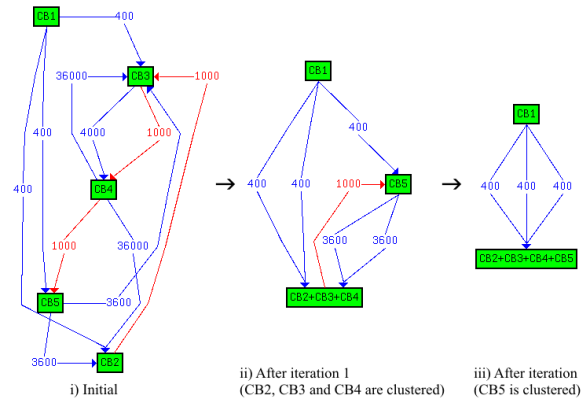 CB1
400
36000
CB3
1000
400
4000
1000
400
CB4
1000
36000
CB5
3600
3600
CB2
i) Initial
→
CB1
400
400
400
1000
CB5
3600
3600
CB2+CB3+CB4
ii) After iteration 1
(CB2, CB3 and CB4 are clustered)
→
CB1
400
400
400
CB2+CB3+CB4+CB5
iii) After iteration
(CB5 is clustered)